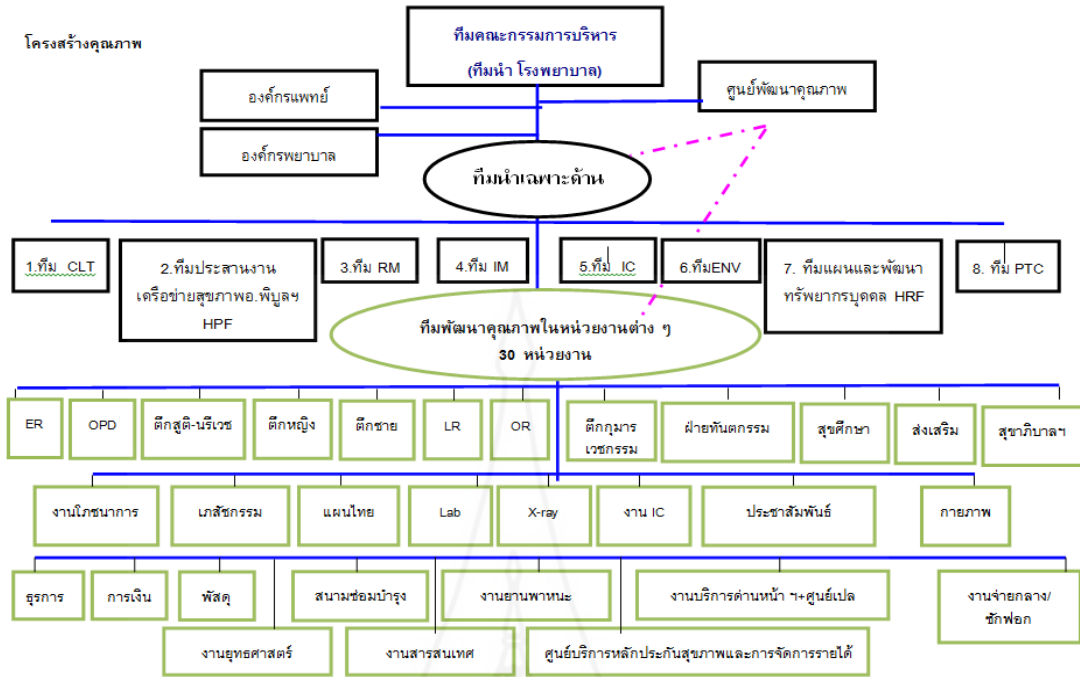 โครงสร้างคุณภาพ
ทีมคณะกรรมการบริหาร
(ทีมนำ โรงพยาบาล)
องค์กรแพทย์
ศูนย์พัฒนาคุณภาพ
องค์กรพยาบาล
ทีมนำเฉพาะด้าน
1.ทีม CLT
2.ทีมประสานงาน
เครือข่ายสุขภาพอ.พิบูลฯ
HPF
3.ทีม RM
4.ทีม IM
5.ทีม IC
6.ทีมENV
7. ทีมแผนและพัฒนา
ทรัพยากรบุคคล HRF
8. ทีม PTC
ทีมพัฒนาคุณภาพในหน่วยงานต่าง ๆ
30 หน่วยงาน
ER
OPD
ตึกสูติ-นรีเวช
ตึกหญิง
ตึกชาย
LR
OR
ตึกกุมาร
เวชกรรม
ฝ่ายทันตกรรม
สุขศึกษา
ส่งเสริม
สุขาภิบาลฯ
งานโภชนาการ
เภสัชกรรม
แผนไทย
Lab
X-ray
งาน IC
ประชาสัมพันธ์
กายภาพ
ธุรการ
การเงิน
พัสดุ
สนามซ่อมบำรุง
งานยานพาหนะ
งานบริการด่านหน้า ฯ+ศูนย์เปล
งานจ่ายกลาง/
ซักฟอก
งานยุทธศาสตร์
งานสารสนเทศ
ศูนย์บริการหลักประกันสุขภาพและการจัดการรายได้